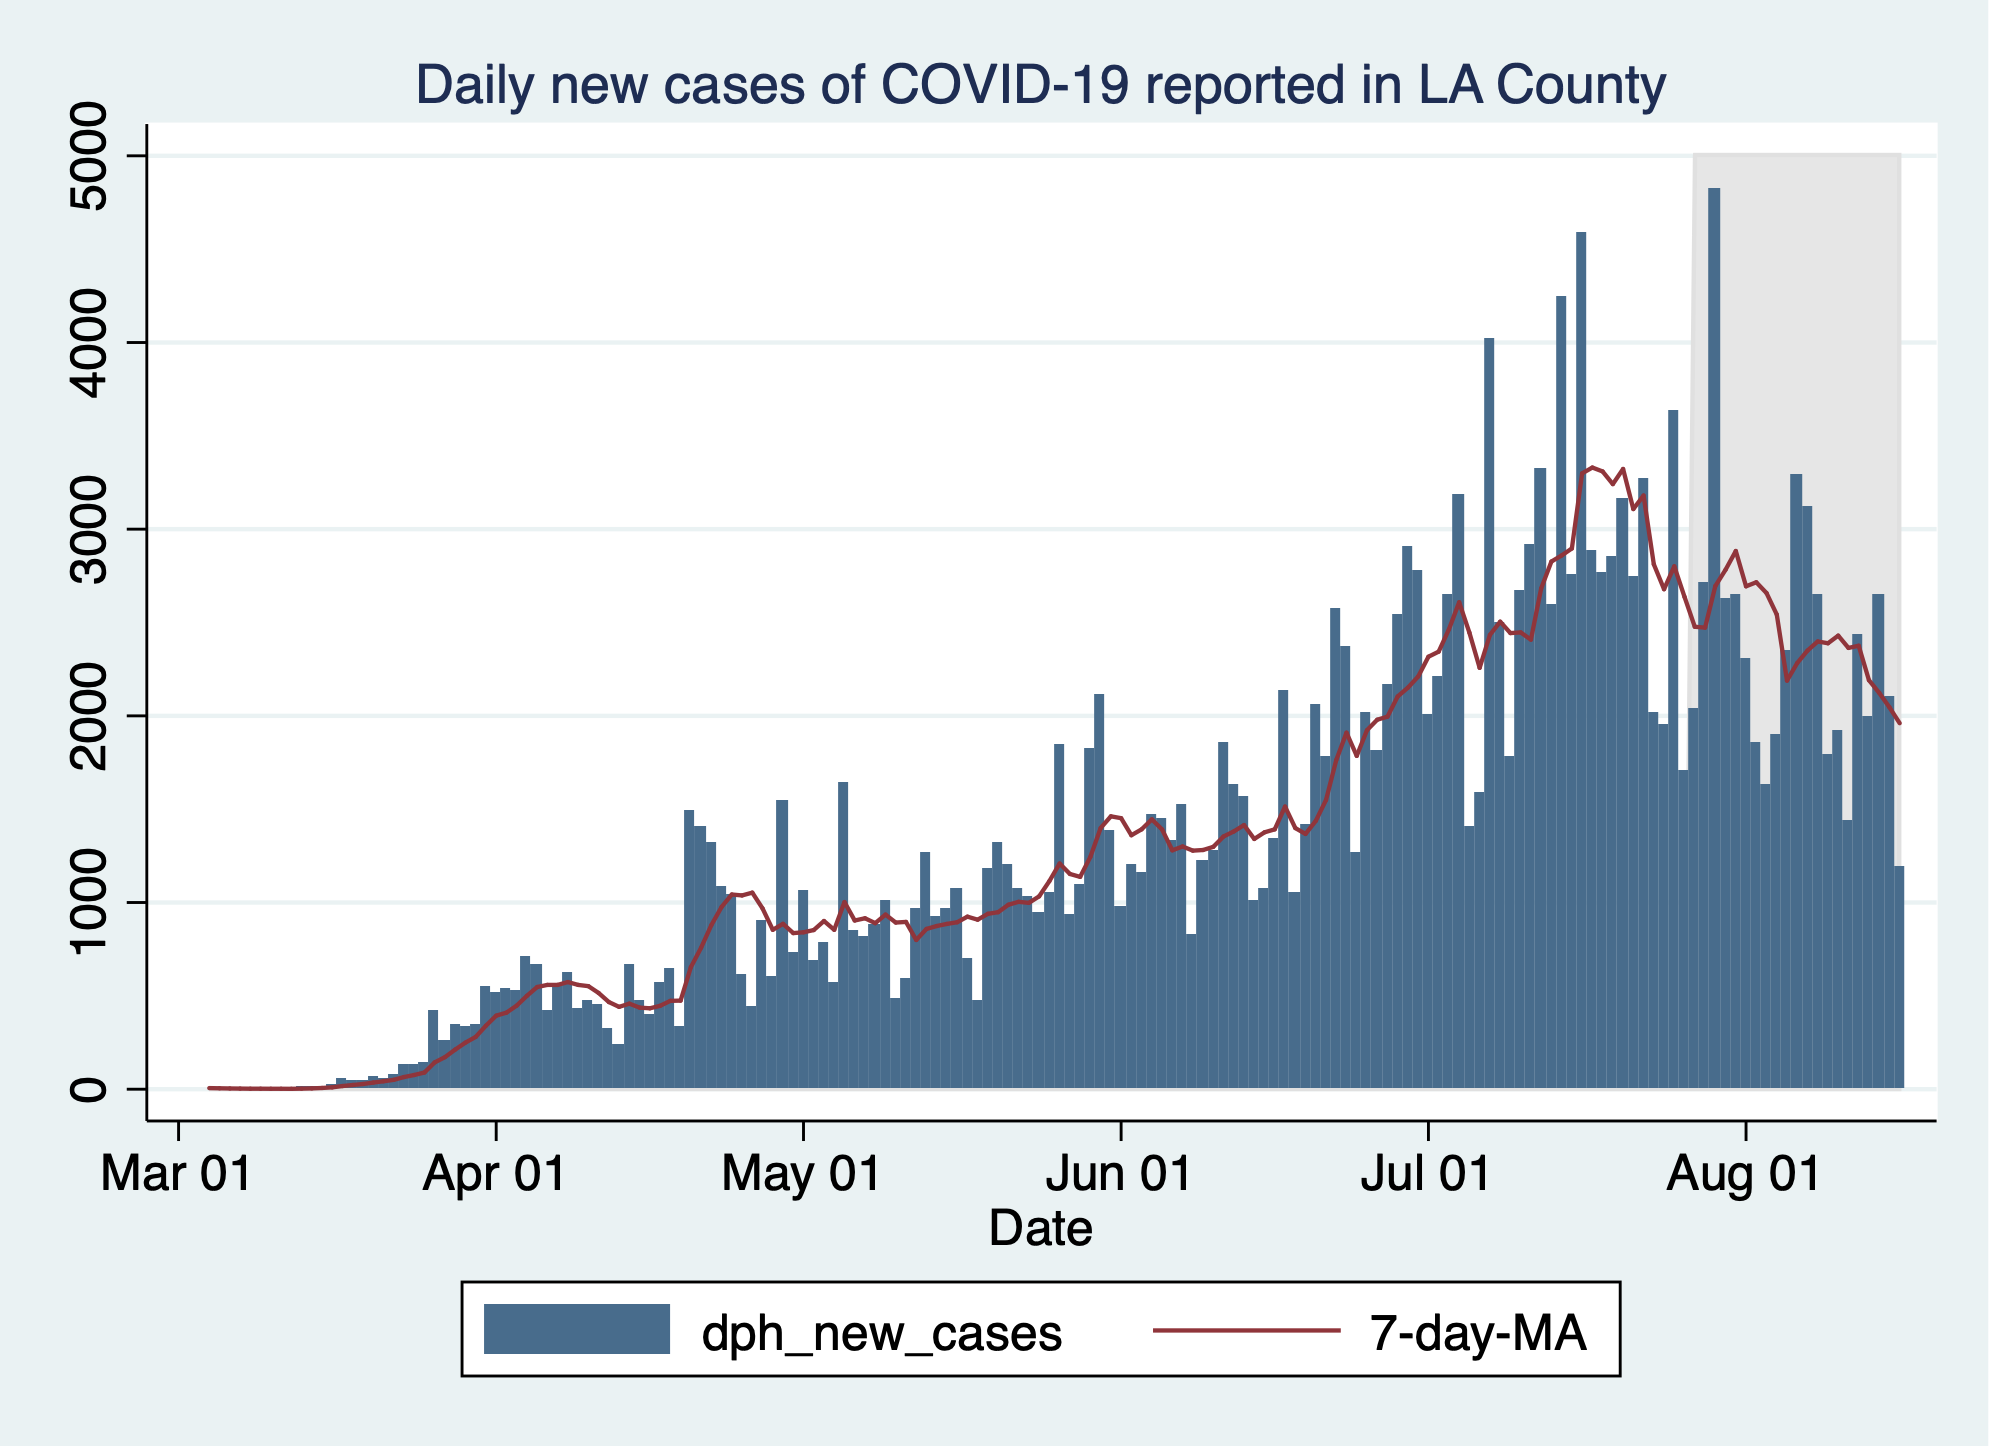 Daily new cases of COVID-19 reported in LA County
5000
4000
3000
2000
1000
0
Mar 01 Apr 01 May 01 Jun 01 Jul 01 Aug 01
Date
dph_new_cases 7-day-MA